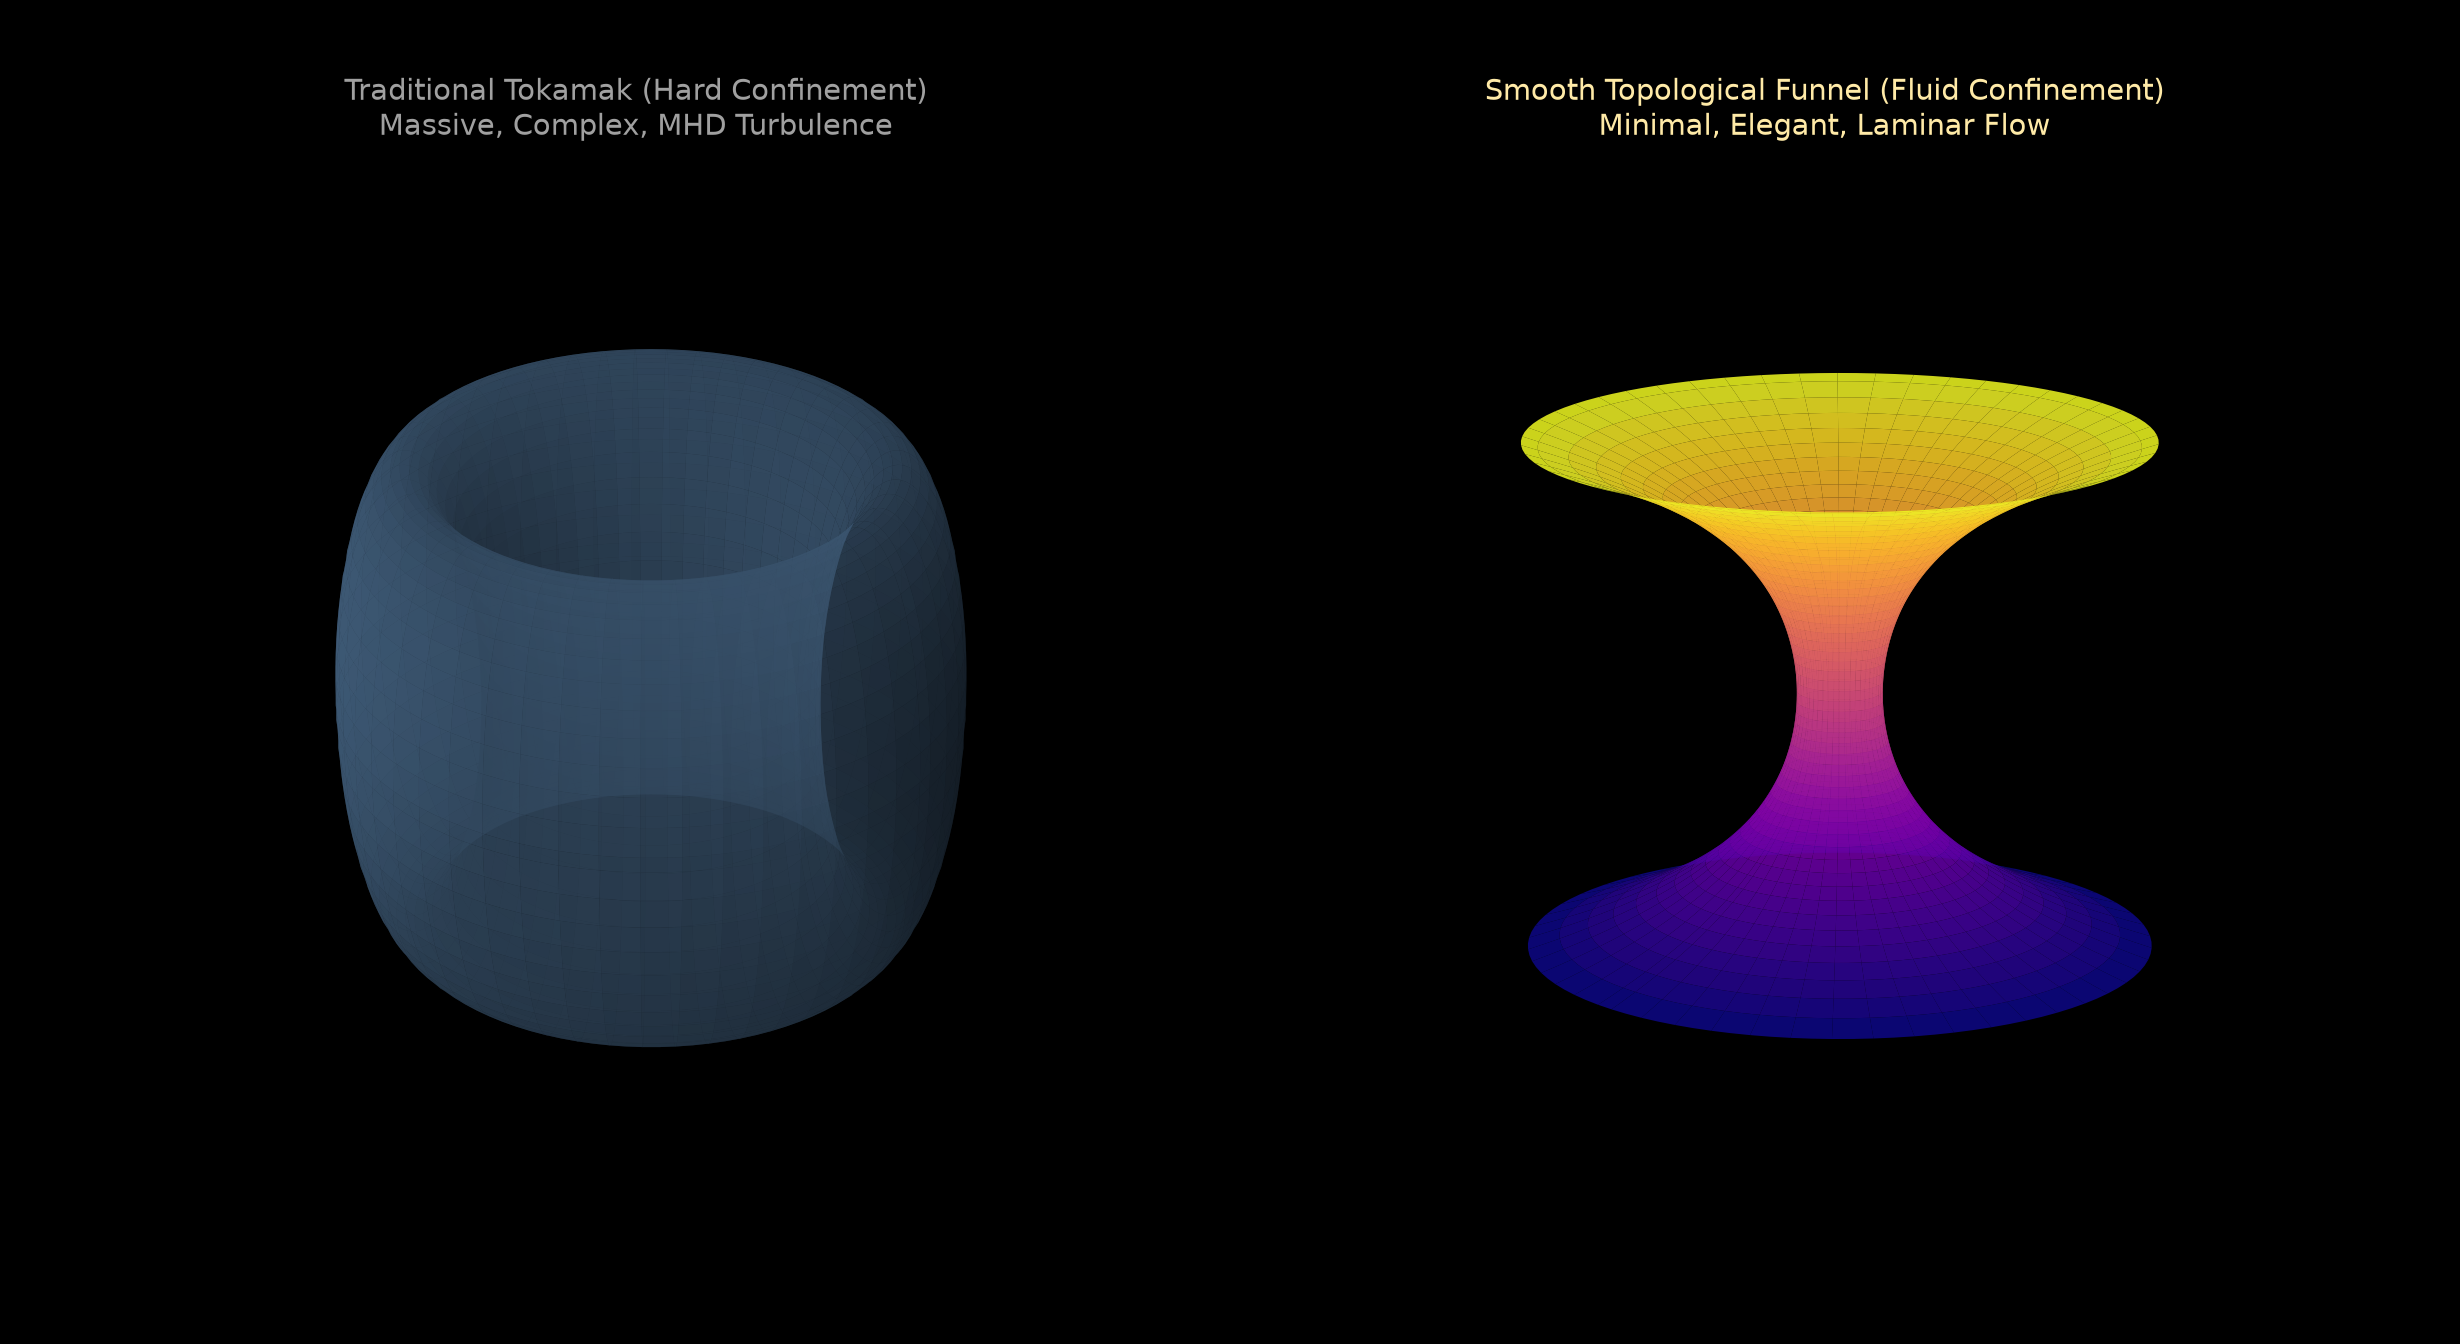 Traditional Tokamak (Hard Confinement)
Massive, Complex, MHD Turbulence
Smooth Topological Funnel (Fluid Confinement)
Minimal, Elegant, Laminar Flow